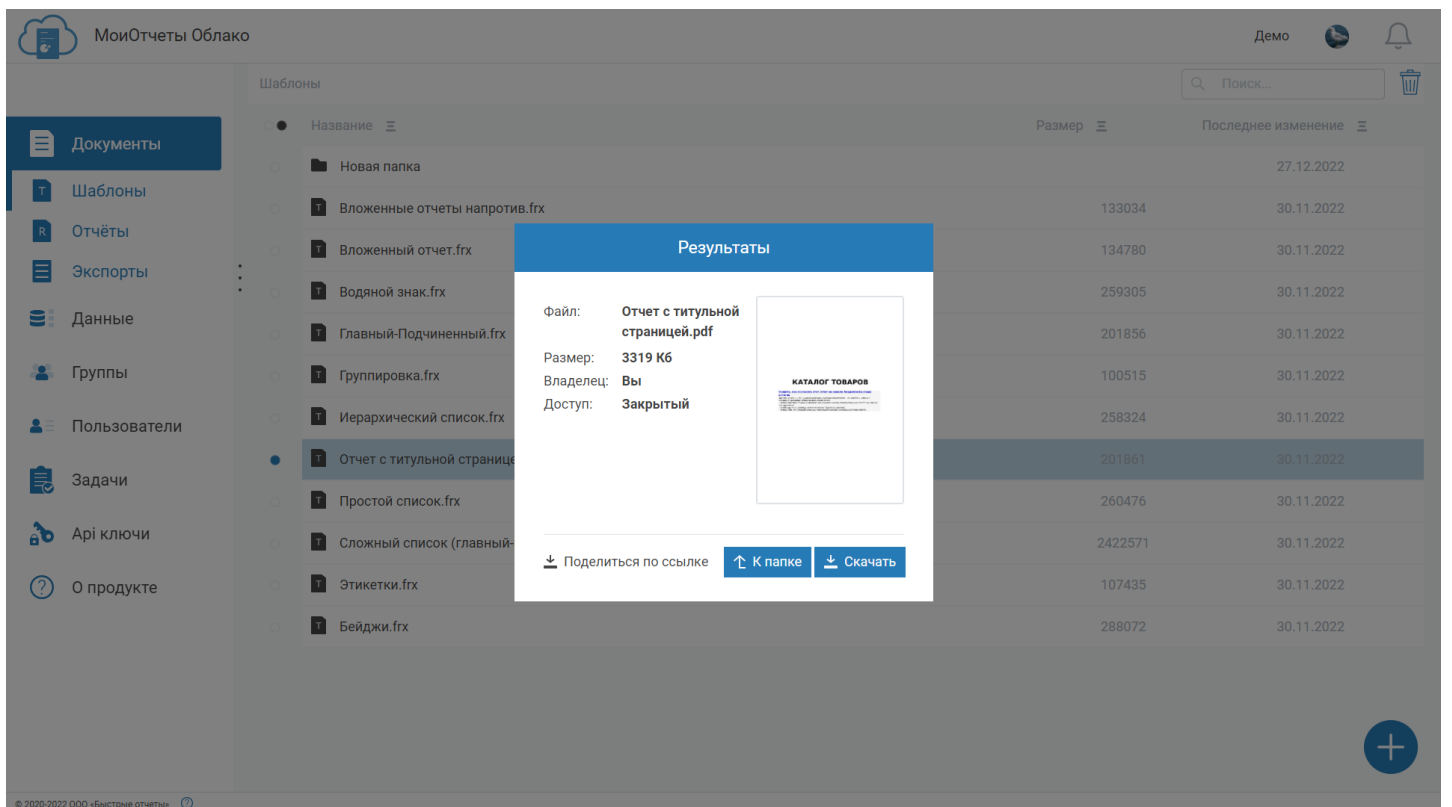 МоиОтчеты Облако
Демо
Шаблоны
Поиск...
Название
Размер
Последнее изменение
Документы
Шаблоны
Отчёты
Экспорты
Данные
Группы
Пользователи
Задачи
Api ключи
О продукте
Новая папка 27.12.2022
T Вложенные отчеты напротив.frx 133034 30.11.2022
T Вложенный отчет.frx 134780 30.11.2022
T Водяной знак.frx 259305 30.11.2022
T Главный-Подчиненный.frx 201856 30.11.2022
T Группировка.frx 100515 30.11.2022
T Иерархический список.frx 258324 30.11.2022
T Отчет с титульной странице 201861 30.11.2022
T Простой список.frx 260476 30.11.2022
T Сложный список (главный- 2422571 30.11.2022
T Этикетки.frx 107435 30.11.2022
T Бейджи.frx 288072 30.11.2022
Результаты
Файл: Отчет с титульной
страницей.pdf
Размер: 3319 Кб
Владелец: Вы
Доступ: Закрытый
КАТАЛОГ ТОВАРОВ
Поделиться по ссылке
К папке
Скачать
© 2020-2022 ООО «Быстрые отчеты»